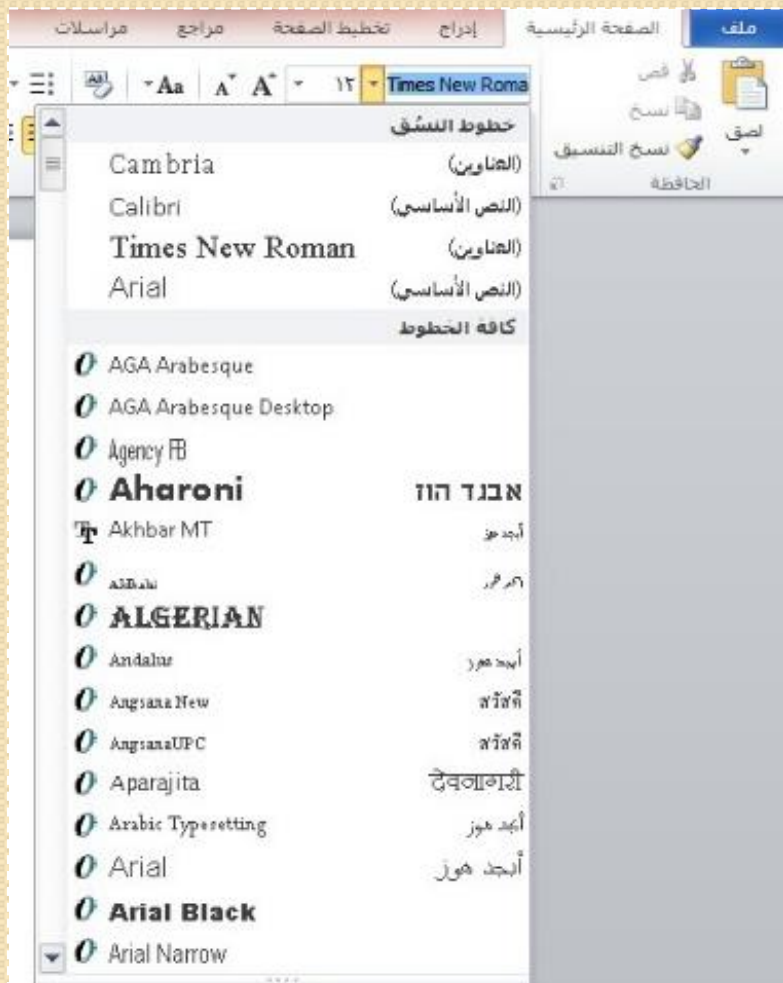 ملف الصفحة الرئيسية إدراج تخطيط الصفحة مراجع مراسلات
قص
نسخ
نسخ التنسيق
لصق
الحافظة
Times New Roma ١٢ Aa
خطوط النسُق
Cambria (العناوين)
Calibri (النص الأساسي)
Times New Roman (العناوين)
Arial (النص الأساسي)
كافة الخطوط
AGA Arabesque
AGA Arabesque Desktop
Agency FB
Aharoni אבגד הוז
Akhbar MT أبجد هوز
ALGERIAN
Andalus أبجد هوز
Angsana New สวัสดี
AngsanaUPC สวัสดี
Aparajita देवनागरी
Arabic Typesetting أبجد هوز
Arial أبجد هوز
Arial Black
Arial Narrow